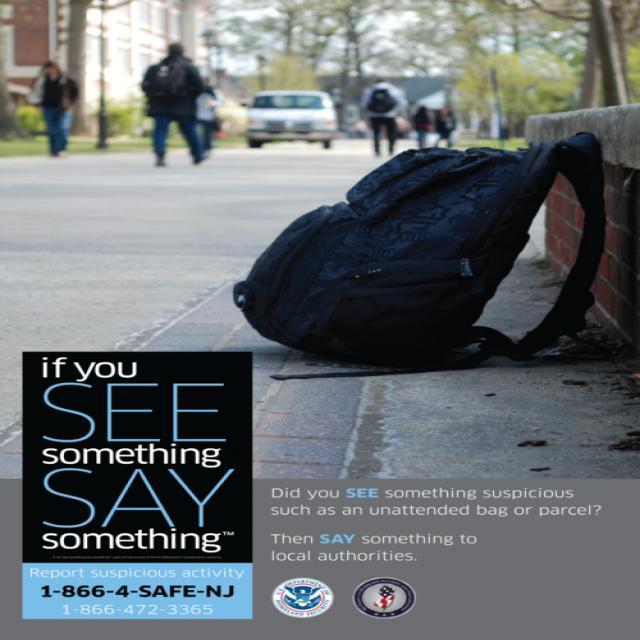 if you
SEE
something
SAY
something™
Report suspicious activity
1-866-4-SAFE-NJ
1-866-472-3365
Did you SEE something suspicious
such as an unattended bag or parcel?
Then SAY something to
local authorities.